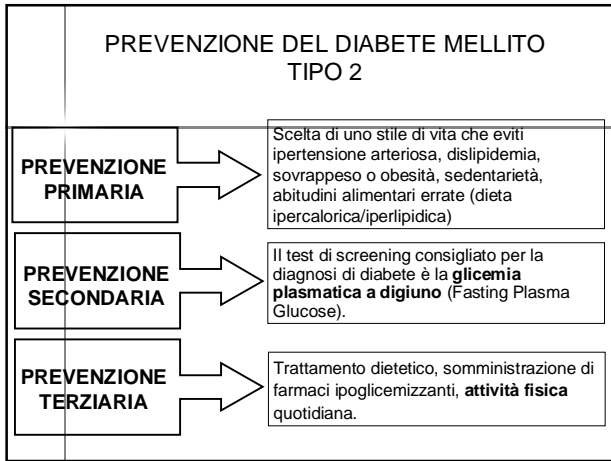 PREVENZIONE DEL DIABETE MELLITO
TIPO 2
PREVENZIONE
PRIMARIA
Scelta di uno stile di vita che eviti
ipertensione arteriosa, dislipidemia,
sovrappeso o obesità, sedentarietà,
abitudini alimentari errate (dieta
ipercalorica/iperlipidica)
PREVENZIONE
SECONDARIA
Il test di screening consigliato per la
diagnosi di diabete è la glicemia
plasmatica a digiuno (Fasting Plasma
Glucose).
PREVENZIONE
TERZIARIA
Trattamento dietetico, somministrazione di
farmaci ipoglicemizzanti, attività fisica
quotidiana.